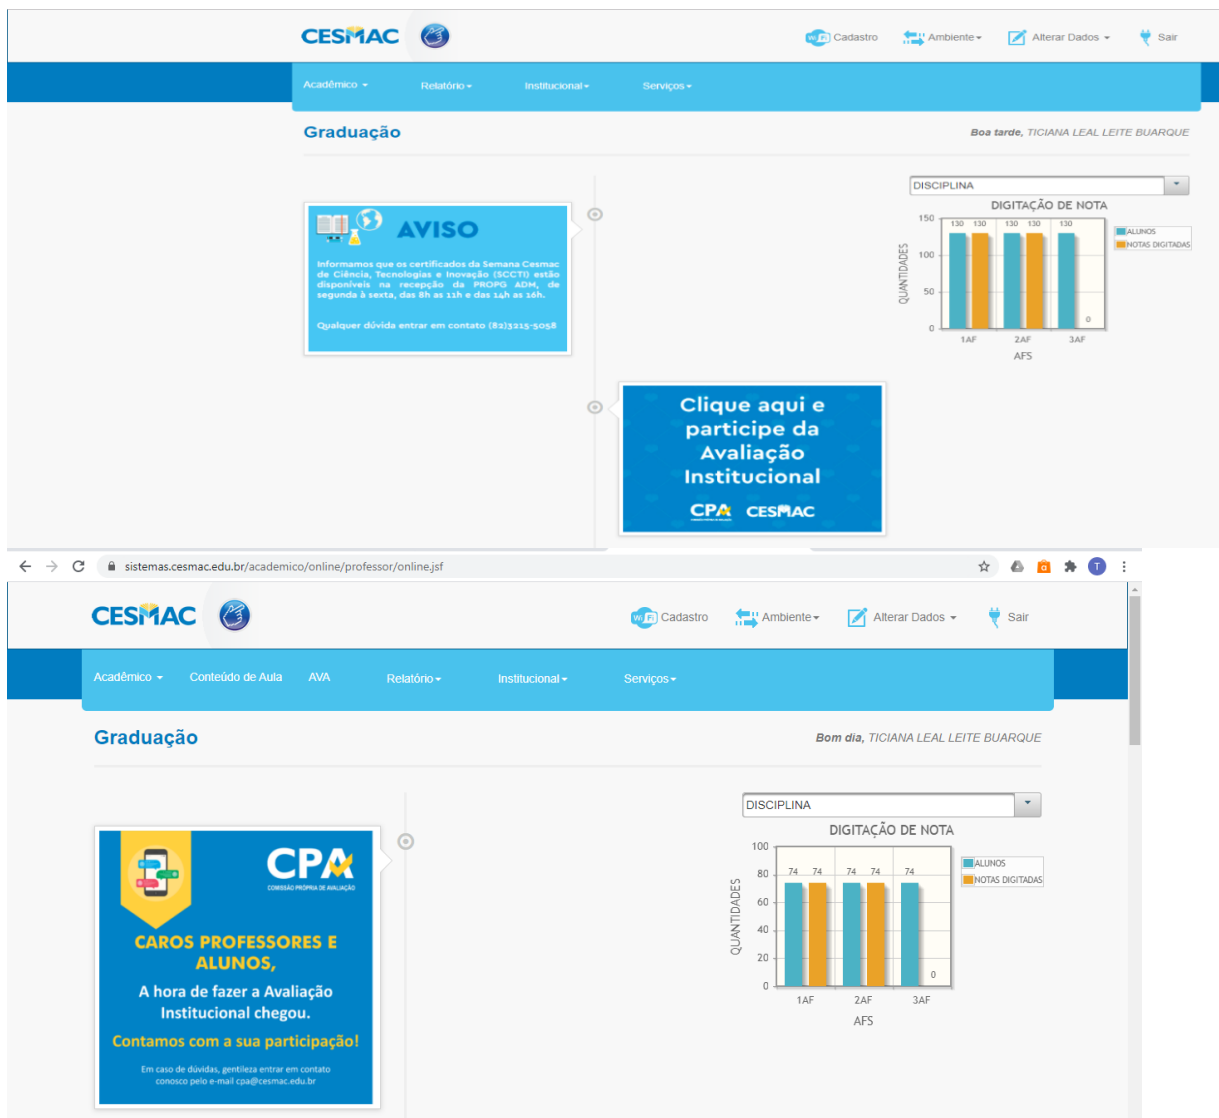 CESMAC
Wi Fi Cadastro Ambiente Alterar Dados Sair
Acadêmico Relatório Institucional Serviços
Graduação
Boa tarde, TICIANA LEAL LEITE BUARQUE
AVISO
Informamos que os certificados da Semana Cesmac
de Ciência, Tecnologias e Inovação (SCCTI) estão
disponíveis na recepção da PROPG ADM, de
segunda à sexta, das 8h as 11h e das 14h as 16h.
Qualquer dúvida entrar em contato (82)3215-5058
DISCIPLINA
DIGITAÇÃO DE NOTA
150
130 130 130 130 130
100
50
0
0
QUANTIDADES
1AF 2AF 3AF
AFS
ALUNOS
NOTAS DIGITADAS
Clique aqui e
participe da
Avaliação
Institucional
CPA CESMAC
sistemas.cesmac.edu.br/academico/online/professor/online.jsf
T
CESMAC
Wi Fi Cadastro Ambiente Alterar Dados Sair
Acadêmico Conteúdo de Aula AVA Relatório Institucional Serviços
Graduação
Bom dia, TICIANA LEAL LEITE BUARQUE
CPA
COMISSÃO PRÓPRIA DE AVALIAÇÃO
CAROS PROFESSORES E
ALUNOS,
A hora de fazer a Avaliação
Institucional chegou.
Contamos com a sua participação!
Em caso de dúvidas, gentileza entrar em contato
conosco pelo e-mail cpa@cesmac.edu.br
DISCIPLINA
DIGITAÇÃO DE NOTA
100
80
74 74 74 74 74
60
40
20
0
0
QUANTIDADES
1AF 2AF 3AF
AFS
ALUNOS
NOTAS DIGITADAS